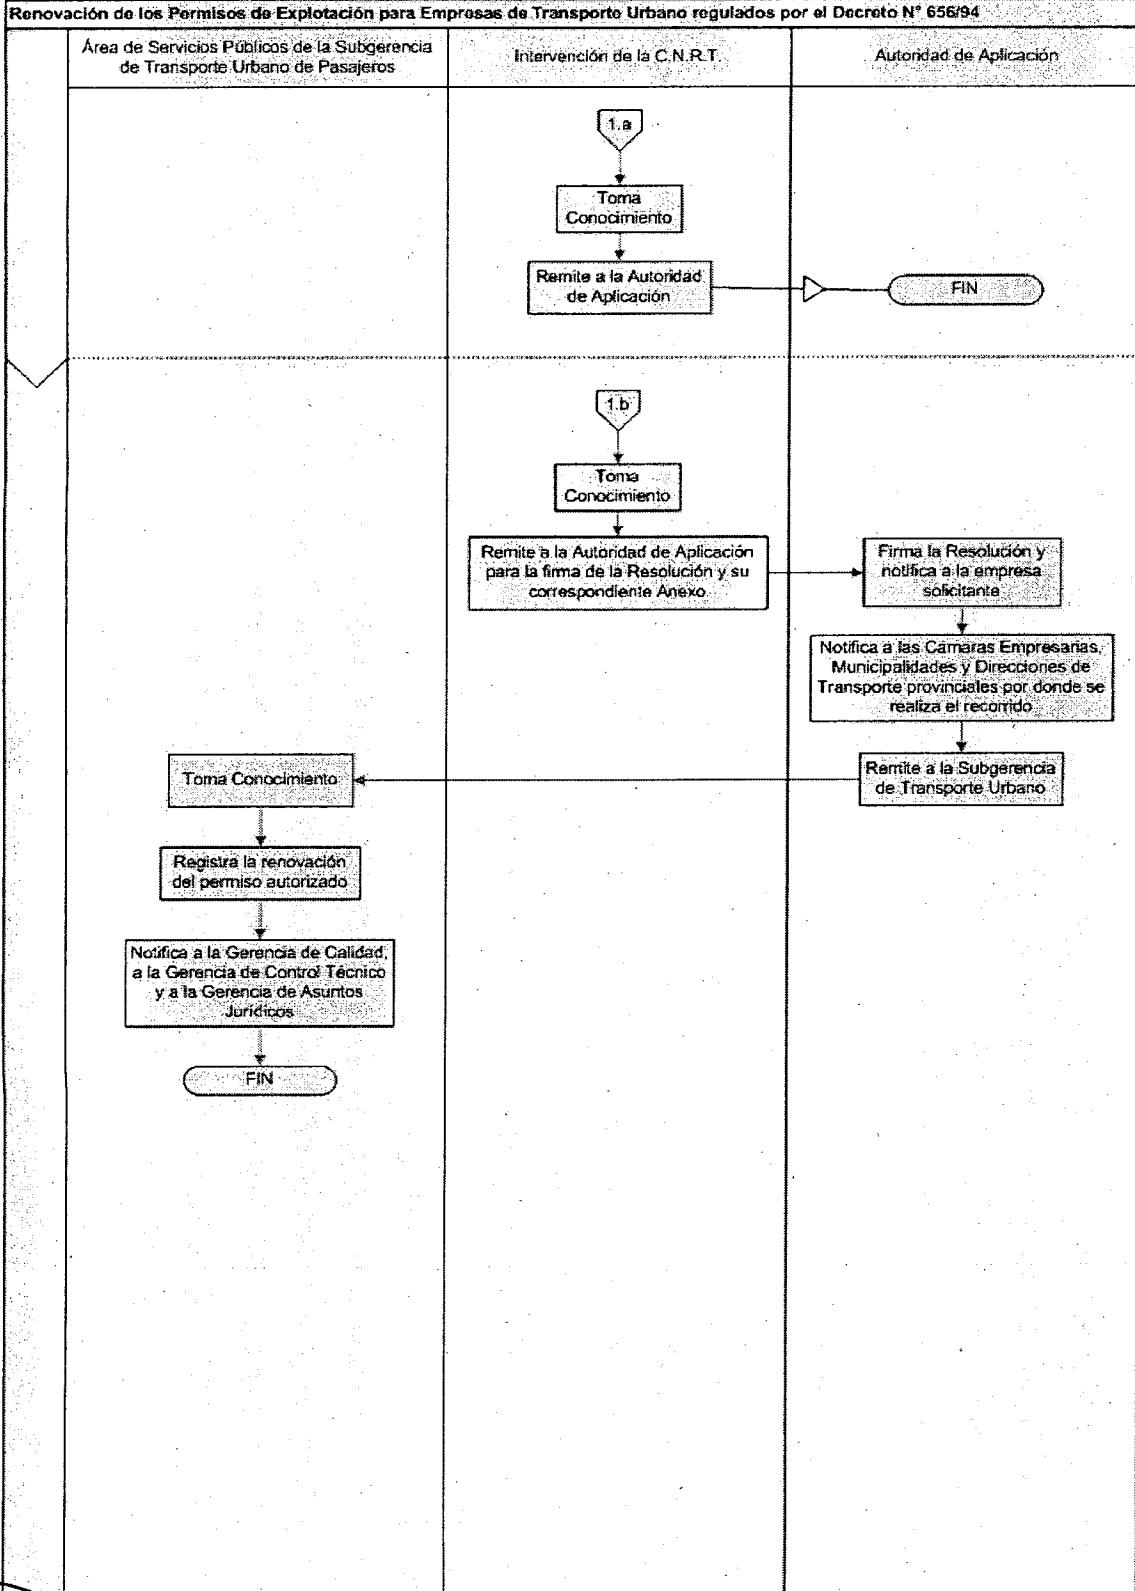 Renovación de los Permisos de Explotación para Empresas de Transporte Urbano regulados por el Decreto N° 656/94
Área de Servicios Públicos de la Subgerencia
de Transporte Urbano de Pasajeros
Intervención de la C.N.R.T.
Autoridad de Aplicación
1.a
Toma
Conocimiento
Remite a la Autoridad
de Aplicación
FIN
1.b
Toma
Conocimiento
Remite a la Autoridad de Aplicación
para la firma de la Resolución y su
correspondiente Anexo
Firma la Resolución y
notifica a la empresa
solicitante
Notifica a las Cámaras Empresarias,
Municipalidades y Direcciones de
Transporte provinciales por donde se
realiza el recorrido
Remite a la Subgerencia
de Transporte Urbano
Toma Conocimiento
Registra la renovación
del permiso autorizado
Notifica a la Gerencia de Calidad,
a la Gerencia de Control Técnico
y a la Gerencia de Asuntos
Jurídicos
FIN